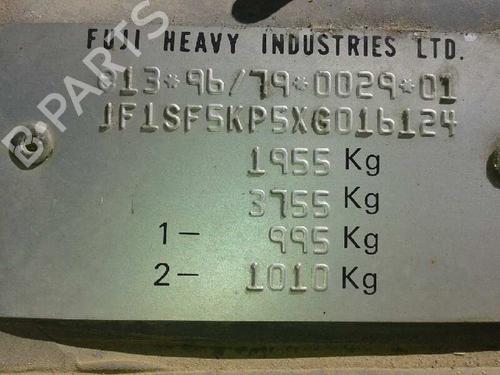 FUJI HEAVY INDUSTRIES LTD.
e13*96/79*0029*01
JF1SF5KP5XG016124
1955 Kg
3755 Kg
1- 995 Kg
2- 1010 Kg
B PARTS